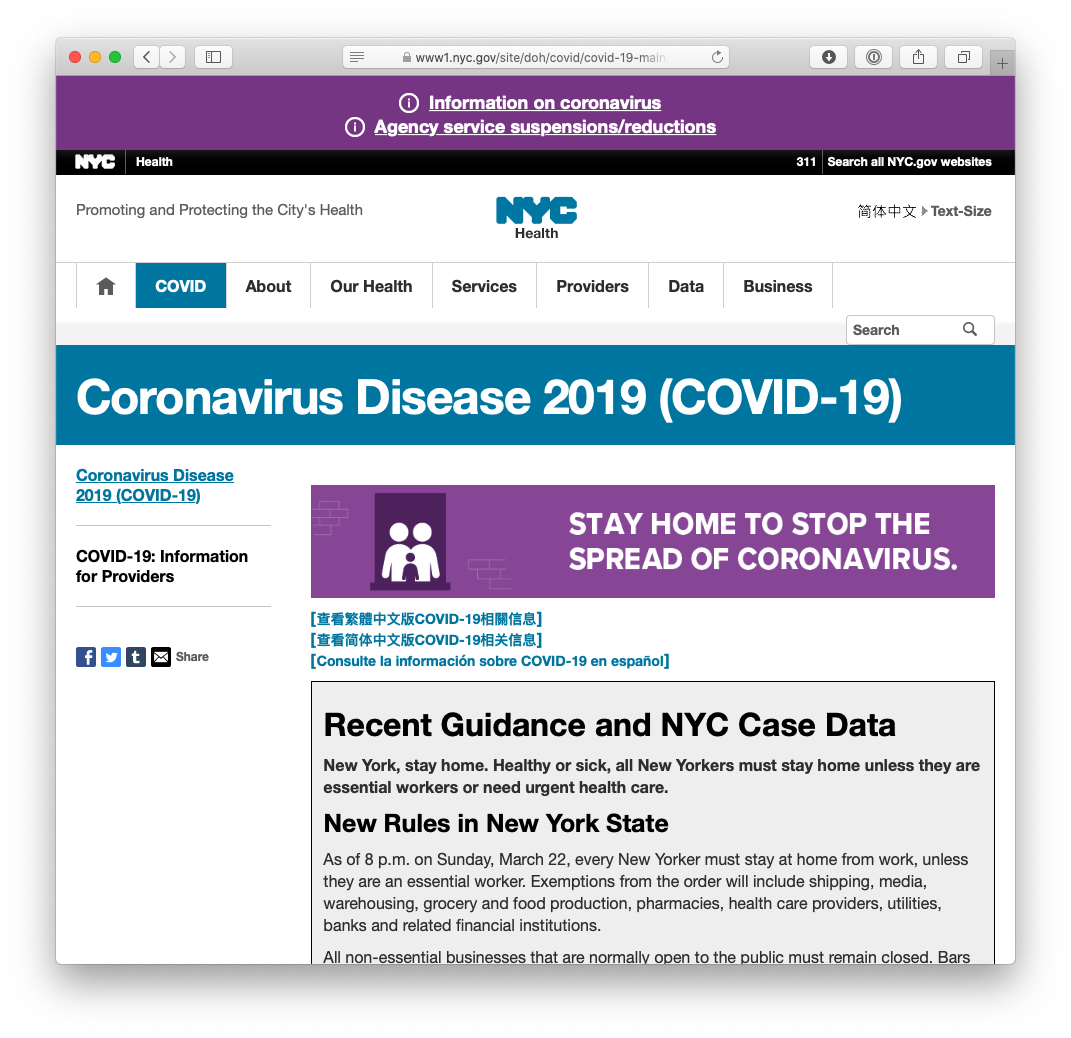 www1.nyc.gov/site/doh/covid/covid-19-main
Information on coronavirus
Agency service suspensions/reductions
NYC Health 311 Search all NYC.gov websites
Promoting and Protecting the City's Health
NYC
Health
简体中文 Text-Size
COVID About Our Health Services Providers Data Business
Search
Coronavirus Disease 2019 (COVID-19)
Coronavirus Disease
2019 (COVID-19)
COVID-19: Information
for Providers
Share
STAY HOME TO STOP THE
SPREAD OF CORONAVIRUS.
[查看繁體中文版COVID-19相關信息]
[查看简体中文版COVID-19相关信息]
[Consulte la información sobre COVID-19 en español]
Recent Guidance and NYC Case Data
New York, stay home. Healthy or sick, all New Yorkers must stay home unless they are
essential workers or need urgent health care.
New Rules in New York State
As of 8 p.m. on Sunday, March 22, every New Yorker must stay at home from work, unless
they are an essential worker. Exemptions from the order will include shipping, media,
warehousing, grocery and food production, pharmacies, health care providers, utilities,
banks and related financial institutions.
All non-essential businesses that are normally open to the public must remain closed. Bars